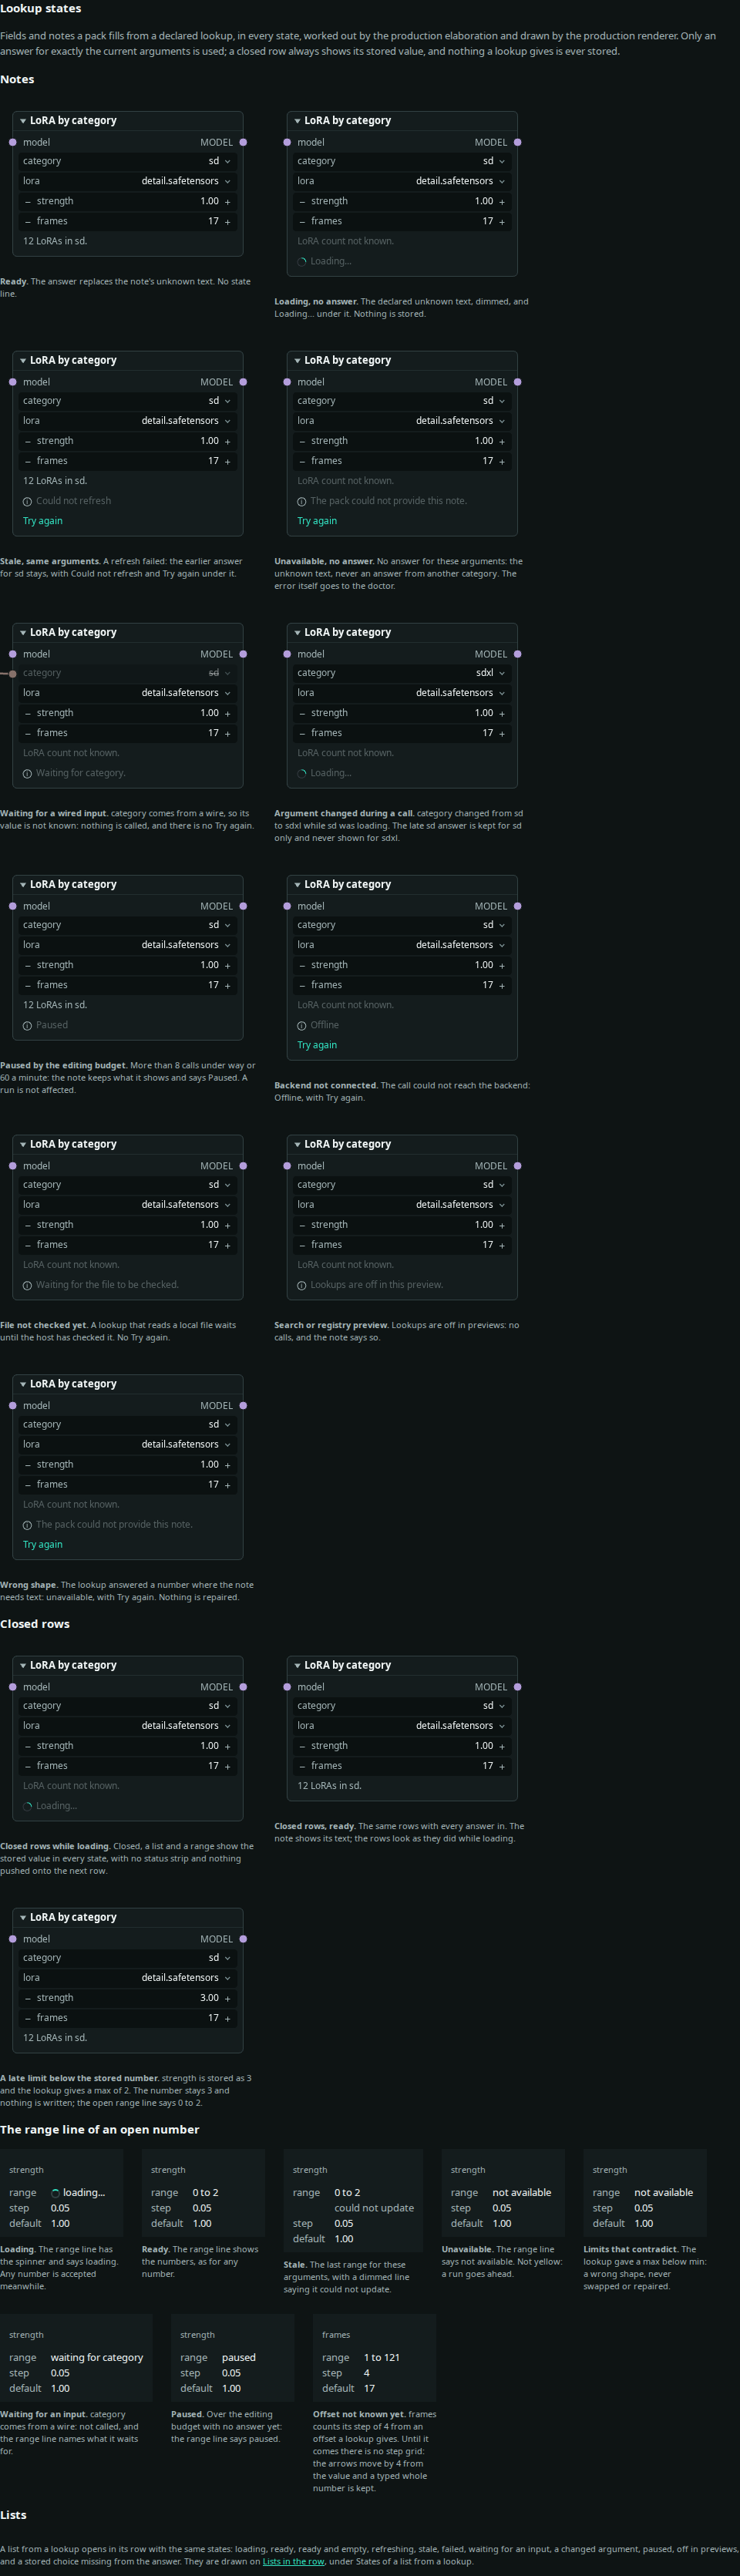 Lookup states
Fields and notes a pack fills from a declared lookup, in every state, worked out by the production elaboration and drawn by the production renderer. Only an
answer for exactly the current arguments is used; a closed row always shows its stored value, and nothing a lookup gives is ever stored.
Notes
LoRA by category
model MODEL
category sd
lora detail.safetensors
− strength 1.00 +
− frames 17 +
12 LoRAs in sd.
Ready. The answer replaces the note's unknown text. No state
line.
LoRA by category
model MODEL
category sd
lora detail.safetensors
− strength 1.00 +
− frames 17 +
LoRA count not known.
Loading...
Loading, no answer. The declared unknown text, dimmed, and
Loading... under it. Nothing is stored.
LoRA by category
model MODEL
category sd
lora detail.safetensors
− strength 1.00 +
− frames 17 +
12 LoRAs in sd.
Could not refresh
Try again
Stale, same arguments. A refresh failed: the earlier answer
for sd stays, with Could not refresh and Try again under it.
LoRA by category
model MODEL
category sd
lora detail.safetensors
− strength 1.00 +
− frames 17 +
LoRA count not known.
The pack could not provide this note.
Try again
Unavailable, no answer. No answer for these arguments: the
unknown text, never an answer from another category. The
error itself goes to the doctor.
LoRA by category
model MODEL
category sd
lora detail.safetensors
− strength 1.00 +
− frames 17 +
LoRA count not known.
Waiting for category.
Waiting for a wired input. category comes from a wire, so its
value is not known: nothing is called, and there is no Try again.
LoRA by category
model MODEL
category sdxl
lora detail.safetensors
− strength 1.00 +
− frames 17 +
LoRA count not known.
Loading...
Argument changed during a call. category changed from sd
to sdxl while sd was loading. The late sd answer is kept for sd
only and never shown for sdxl.
LoRA by category
model MODEL
category sd
lora detail.safetensors
− strength 1.00 +
− frames 17 +
12 LoRAs in sd.
Paused
Paused by the editing budget. More than 8 calls under way or
60 a minute: the note keeps what it shows and says Paused. A
run is not affected.
LoRA by category
model MODEL
category sd
lora detail.safetensors
− strength 1.00 +
− frames 17 +
LoRA count not known.
Offline
Try again
Backend not connected. The call could not reach the backend:
Offline, with Try again.
LoRA by category
model MODEL
category sd
lora detail.safetensors
− strength 1.00 +
− frames 17 +
LoRA count not known.
Waiting for the file to be checked.
File not checked yet. A lookup that reads a local file waits
until the host has checked it. No Try again.
LoRA by category
model MODEL
category sd
lora detail.safetensors
− strength 1.00 +
− frames 17 +
LoRA count not known.
Lookups are off in this preview.
Search or registry preview. Lookups are off in previews: no
calls, and the note says so.
LoRA by category
model MODEL
category sd
lora detail.safetensors
− strength 1.00 +
− frames 17 +
LoRA count not known.
The pack could not provide this note.
Try again
Wrong shape. The lookup answered a number where the note
needs text: unavailable, with Try again. Nothing is repaired.
Closed rows
LoRA by category
model MODEL
category sd
lora detail.safetensors
− strength 1.00 +
− frames 17 +
LoRA count not known.
Loading...
Closed rows while loading. Closed, a list and a range show the
stored value in every state, with no status strip and nothing
pushed onto the next row.
LoRA by category
model MODEL
category sd
lora detail.safetensors
− strength 1.00 +
− frames 17 +
12 LoRAs in sd.
Closed rows, ready. The same rows with every answer in. The
note shows its text; the rows look as they did while loading.
LoRA by category
model MODEL
category sd
lora detail.safetensors
− strength 3.00 +
− frames 17 +
12 LoRAs in sd.
A late limit below the stored number. strength is stored as 3
and the lookup gives a max of 2. The number stays 3 and
nothing is written; the open range line says 0 to 2.
The range line of an open number
strength
range loading...
step 0.05
default 1.00
Loading. The range line has
the spinner and says loading.
Any number is accepted
meanwhile.
strength
range 0 to 2
step 0.05
default 1.00
Ready. The range line shows
the numbers, as for any
number.
strength
range 0 to 2
could not update
step 0.05
default 1.00
Stale. The last range for these
arguments, with a dimmed line
saying it could not update.
strength
range not available
step 0.05
default 1.00
Unavailable. The range line
says not available. Not yellow:
a run goes ahead.
strength
range not available
step 0.05
default 1.00
Limits that contradict. The
lookup gave a max below min:
a wrong shape, never
swapped or repaired.
strength
range waiting for category
step 0.05
default 1.00
Waiting for an input. category
comes from a wire: not called, and
the range line names what it waits
for.
strength
range paused
step 0.05
default 1.00
Paused. Over the editing
budget with no answer yet:
the range line says paused.
frames
range 1 to 121
step 4
default 17
Offset not known yet. frames
counts its step of 4 from an
offset a lookup gives. Until it
comes there is no step grid:
the arrows move by 4 from
the value and a typed whole
number is kept.
Lists
A list from a lookup opens in its row with the same states: loading, ready, ready and empty, refreshing, stale, failed, waiting for an input, a changed argument, paused, off in previews,
and a stored choice missing from the answer. They are drawn on Lists in the row, under States of a list from a lookup.